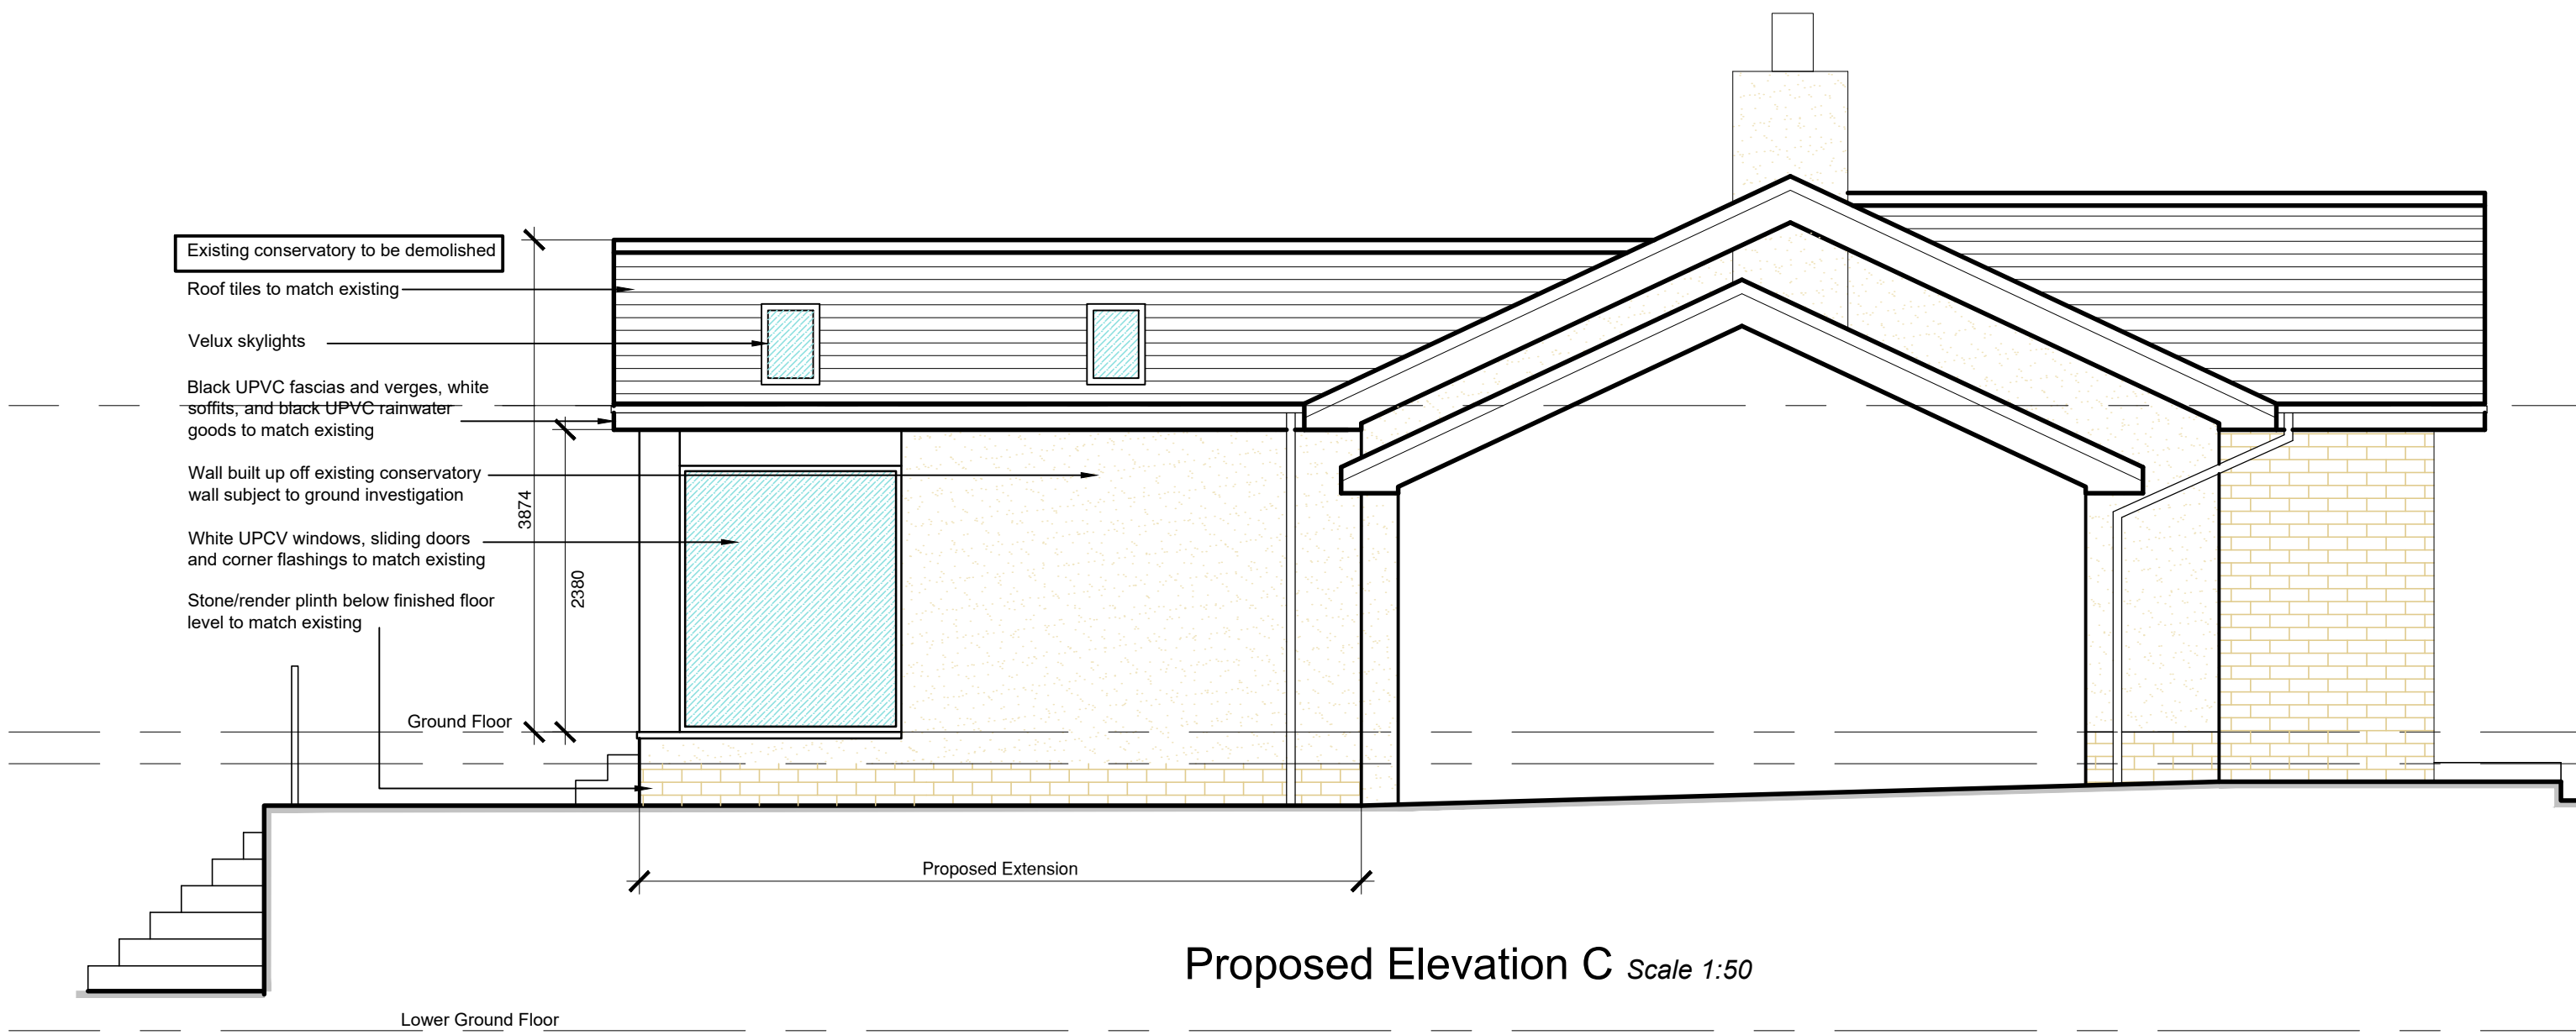 Existing conservatory to be demolished
Roof tiles to match existing
Velux skylights
Black UPVC fascias and verges, white
soffits, and black UPVC rainwater
goods to match existing
Wall built up off existing conservatory
wall subject to ground investigation
3874
White UPCV windows, sliding doors
and corner flashings to match existing
2380
Stone/render plinth below finished floor
level to match existing
Ground Floor
Proposed Extension
Proposed Elevation C Scale 1:50
Lower Ground Floor